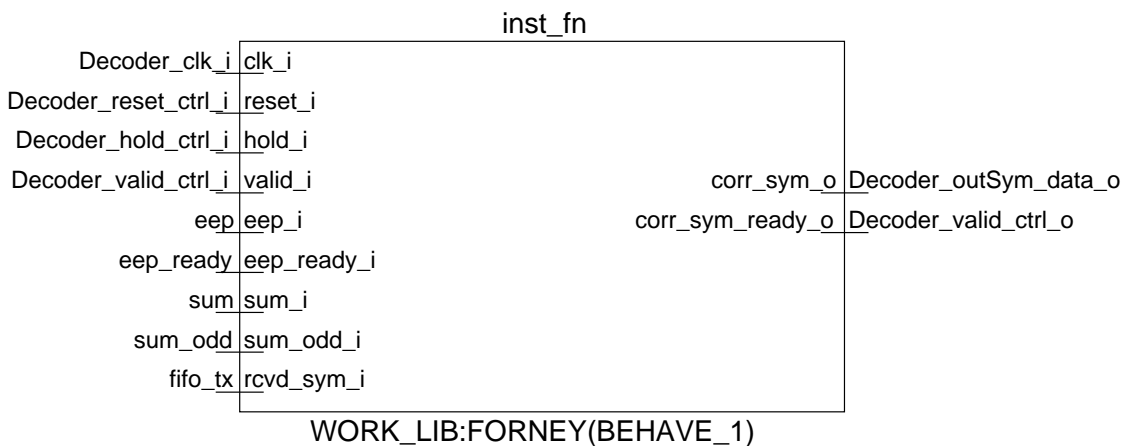 inst_fn
Decoder_clk_i clk_i
Decoder_reset_ctrl_i reset_i
Decoder_hold_ctrl_i hold_i
Decoder_valid_ctrl_i valid_i corr_sym_o Decoder_outSym_data_o
eep eep_i corr_sym_ready_o Decoder_valid_ctrl_o
eep_ready eep_ready_i
sum sum_i
sum_odd sum_odd_i
fifo_tx rcvd_sym_i
WORK_LIB:FORNEY(BEHAVE_1)